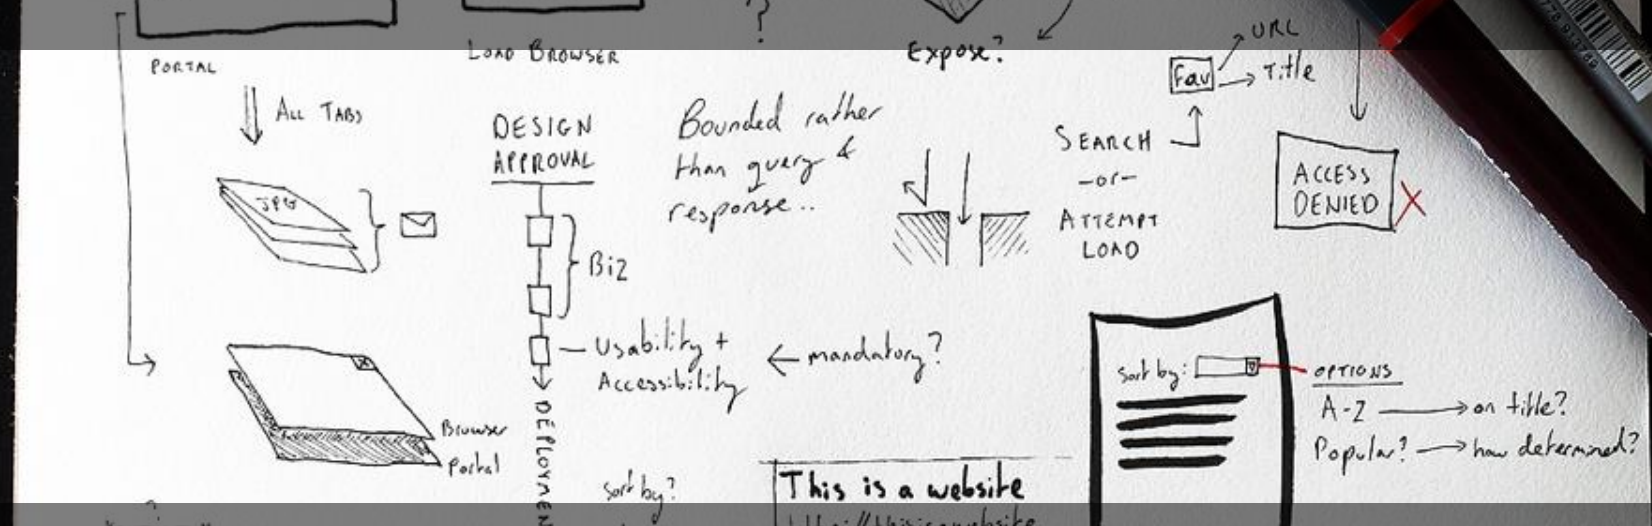 PORTAL
LOAD BROWSER
?
Expose?
URL
Fav
Title
ALL TABS
DESIGN
APPROVAL
Bounded rather
than query &
response...
SEARCH
-or-
ATTEMPT
LOAD
ACCESS
DENIED
JPG
Biz
Usability +
Accessibility
mandatory?
Sort by:
OPTIONS
A-Z
on title?
Popular?
how determined?
Browser
Portal
DEPLOYMEN
Sort by?
This is a website
?